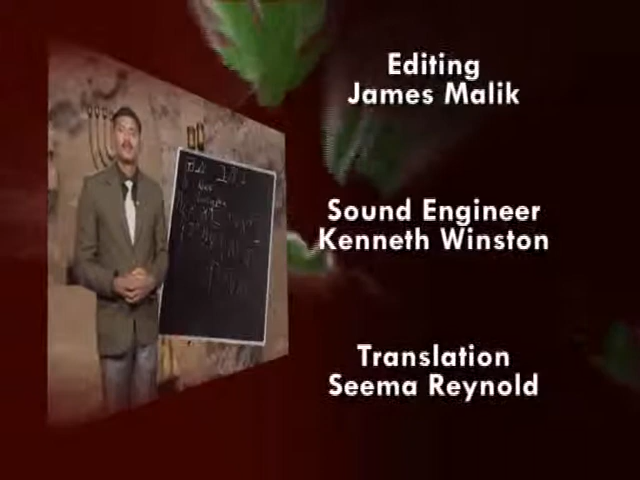 Editing
James Malik
Sound Engineer
Kenneth Winston
Translation
Seema Reynold